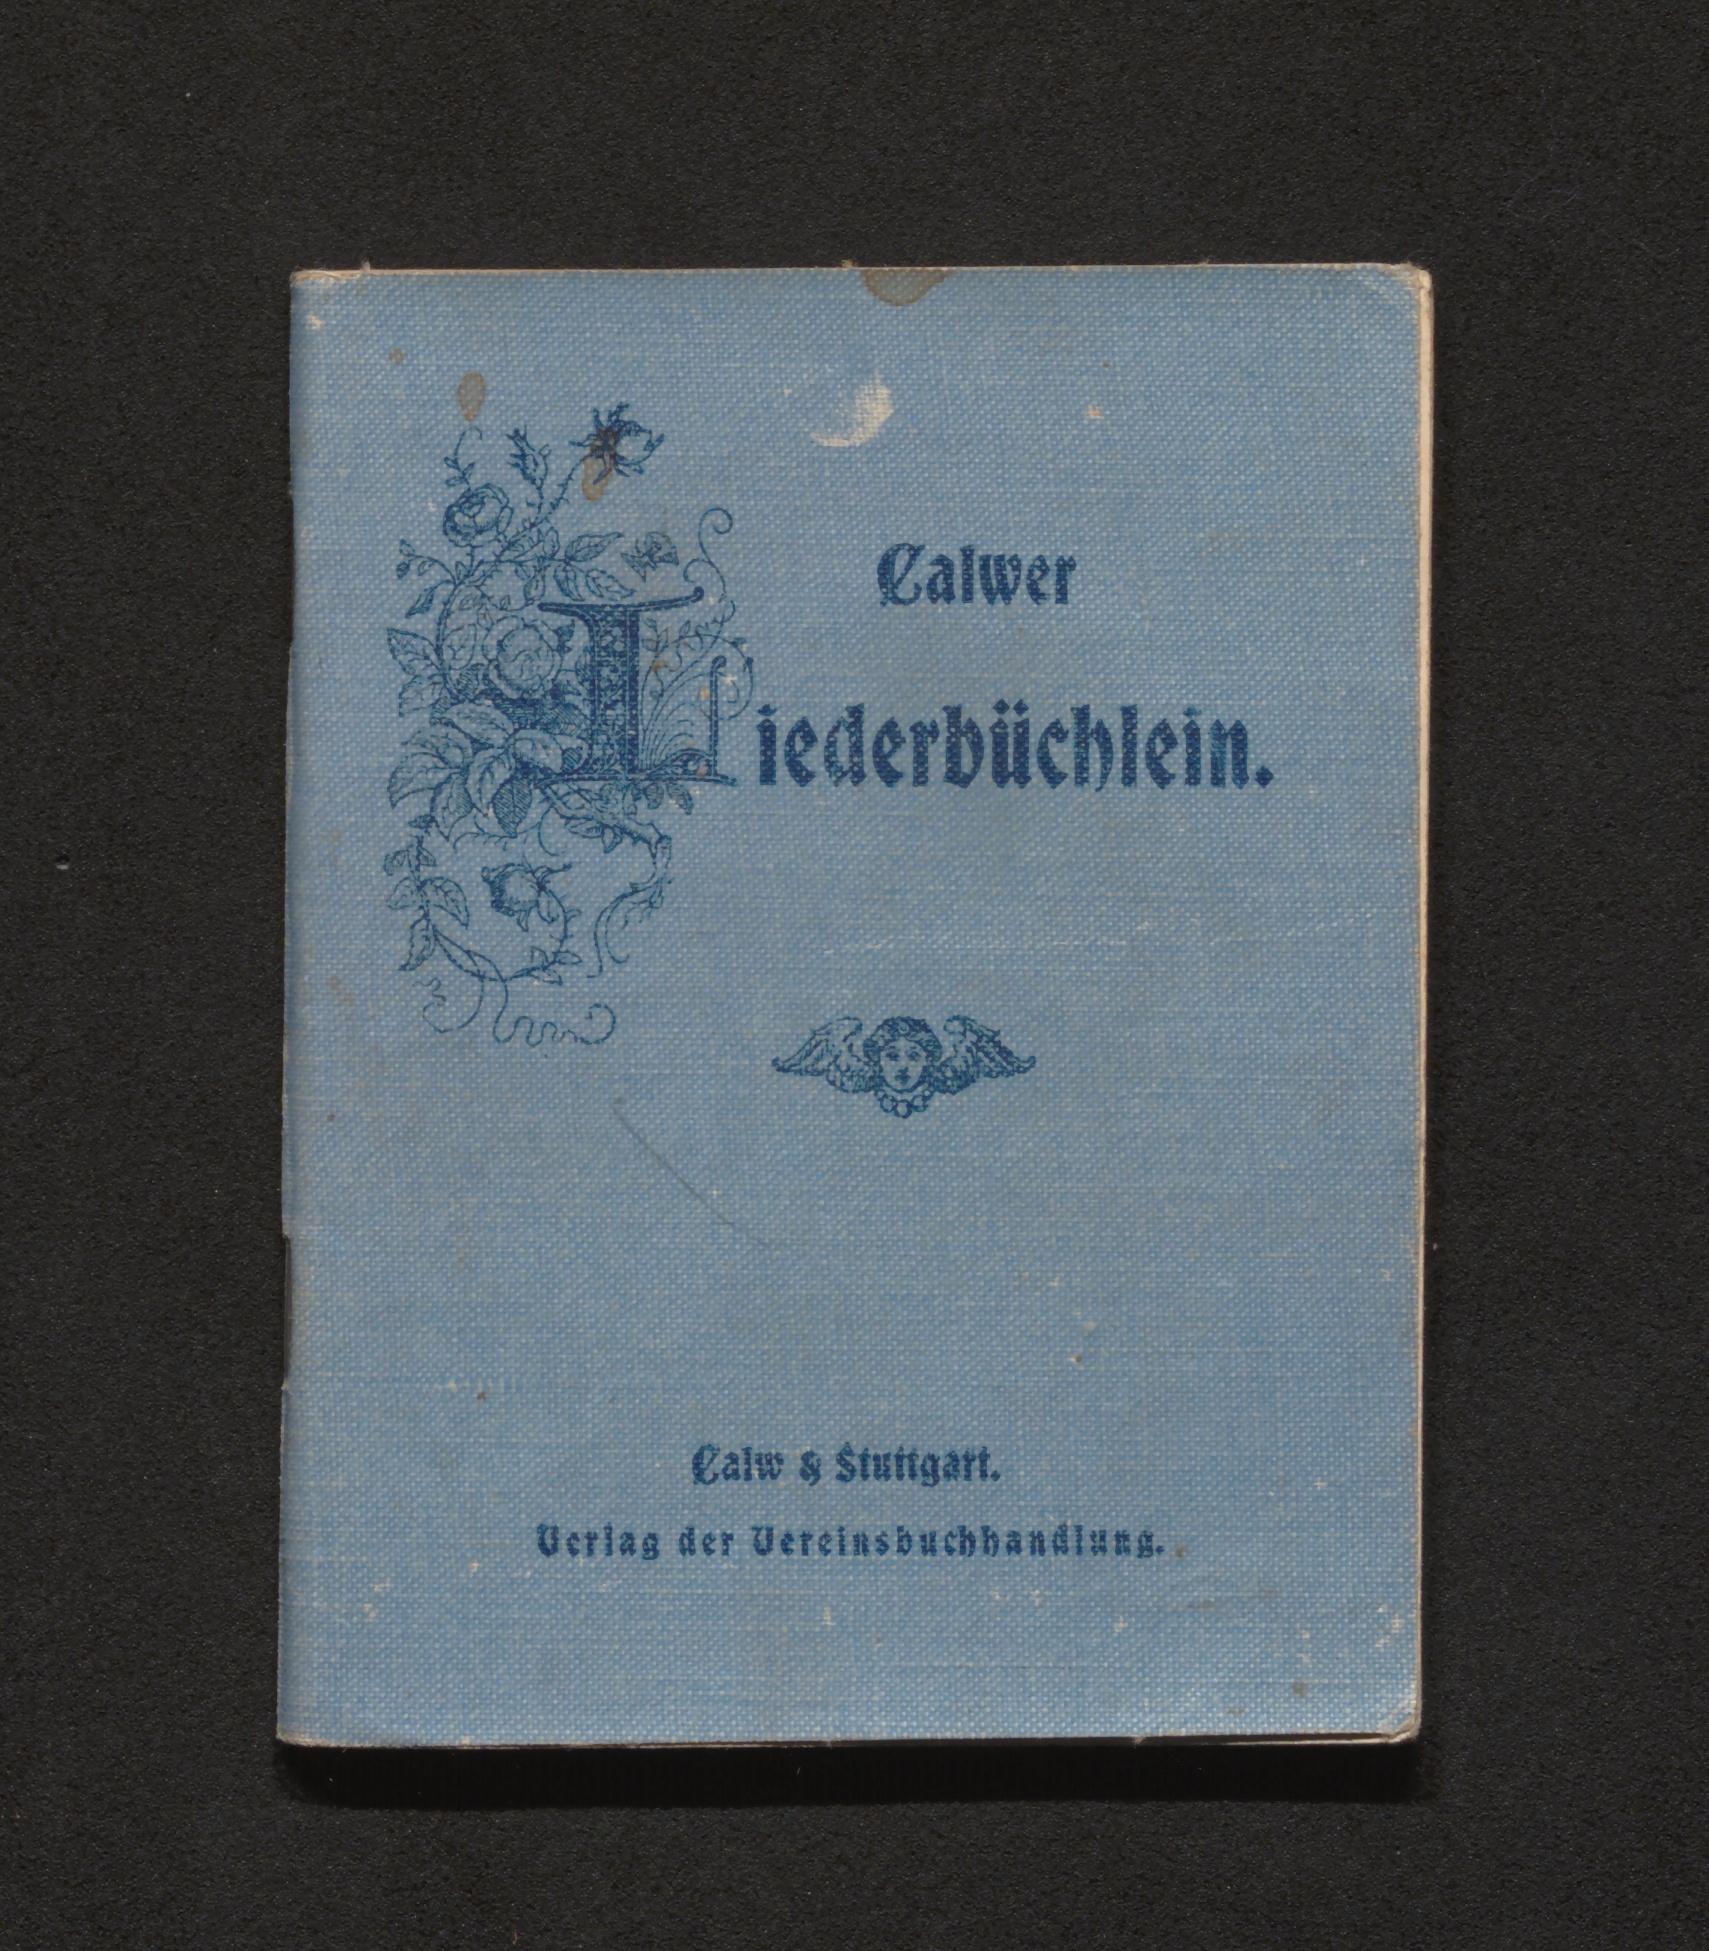 Calwer
Liederbüchlein.
Calw & Stuttgart.
Verlag der Vereinsbuchhandlung.